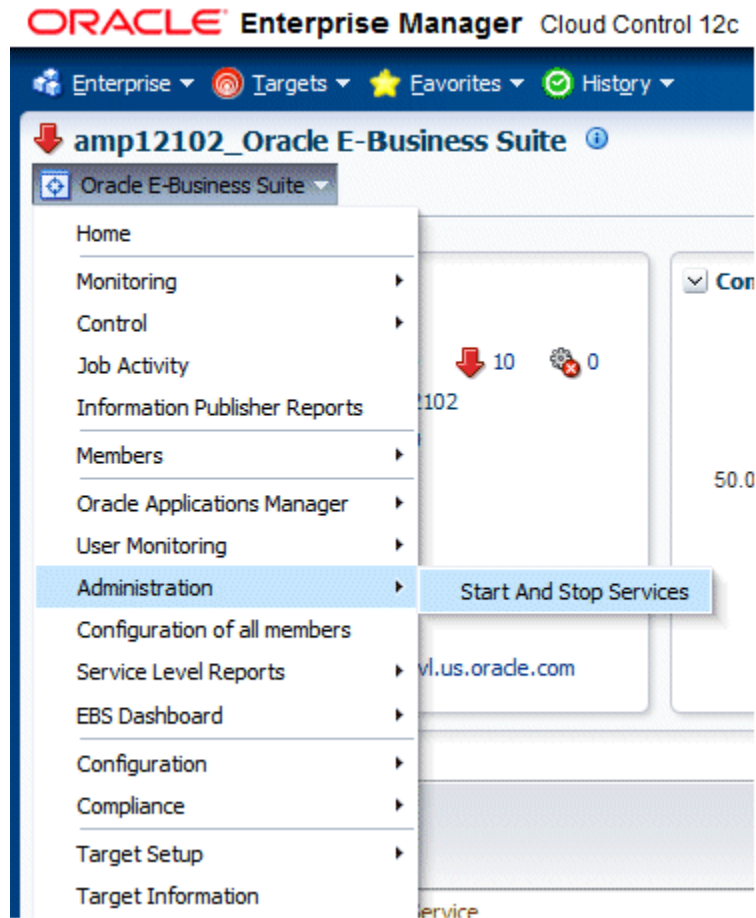 ORACLE Enterprise Manager Cloud Control 12c
Enterprise Targets Favorites History
amp12102_Oracle E-Business Suite
Oracle E-Business Suite
Home
Monitoring
Con
Control
Job Activity
10 0
Information Publisher Reports
2102
Members
50.0
Oracle Applications Manager
User Monitoring
Administration
Start And Stop Services
Configuration of all members
Service Level Reports
vl.us.oracle.com
EBS Dashboard
Configuration
Compliance
Target Setup
Target Information
Service